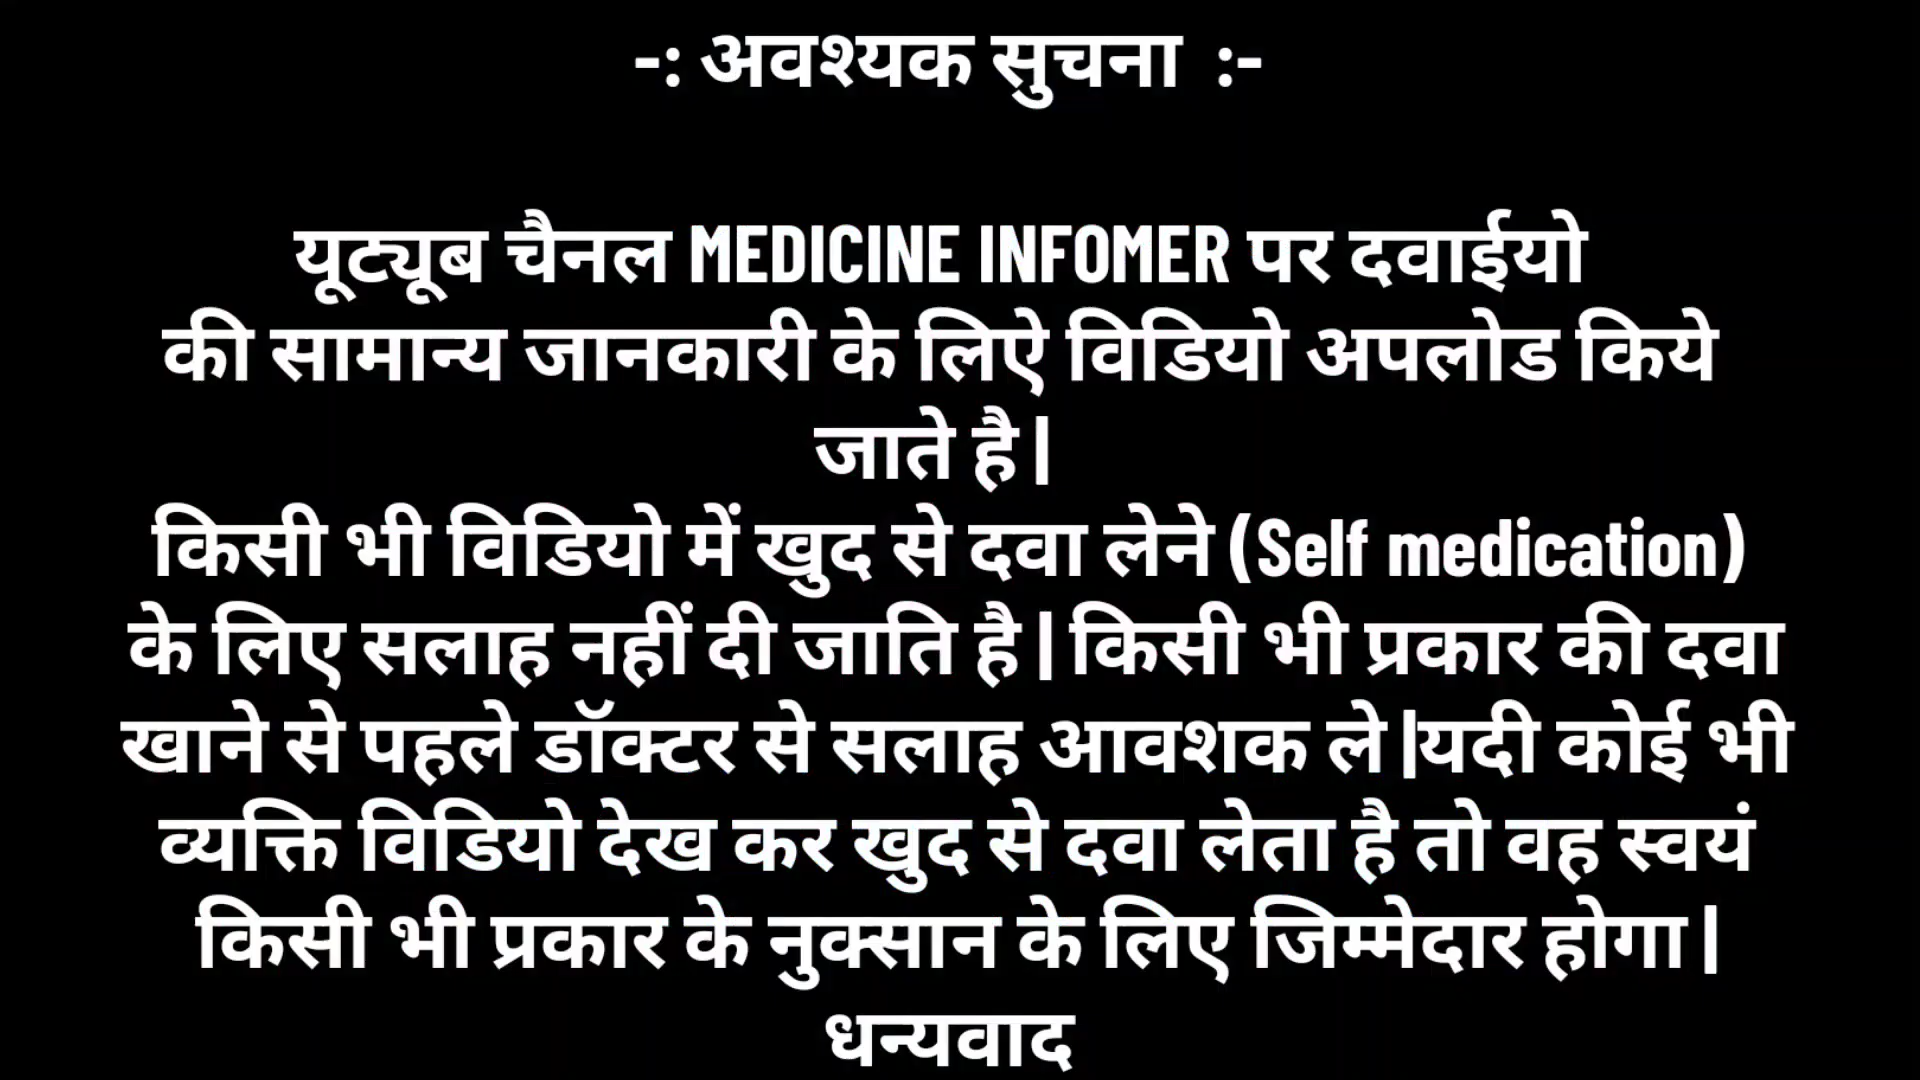 -: अवश्यक सुचना :-
यूट्यूब चैनल MEDICINE INFOMER पर दवाईयो
की सामान्य जानकारी के लिऐ विडियो अपलोड किये
जाते है |
किसी भी विडियो में खुद से दवा लेने (Self medication)
के लिए सलाह नहीं दी जाति है | किसी भी प्रकार की दवा
खाने से पहले डॉक्टर से सलाह आवशक ले |यदी कोई भी
व्यक्ति विडियो देख कर खुद से दवा लेता है तो वह स्वयं
किसी भी प्रकार के नुक्सान के लिए जिम्मेदार होगा |
धन्यवाद